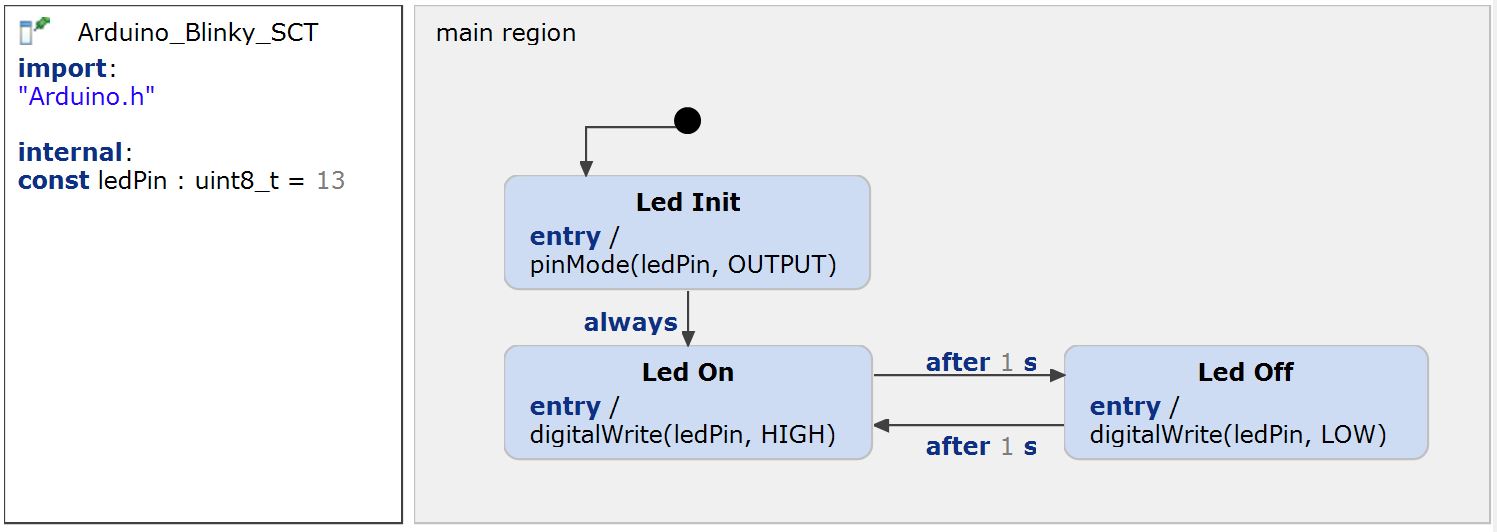 Arduino_Blinky_SCT
import:
"Arduino.h"
internal:
const ledPin : uint8_t = 13
main region
Led Init
entry /
pinMode(ledPin, OUTPUT)
always
Led On
entry /
digitalWrite(ledPin, HIGH)
after 1 s
after 1 s
Led Off
entry /
digitalWrite(ledPin, LOW)